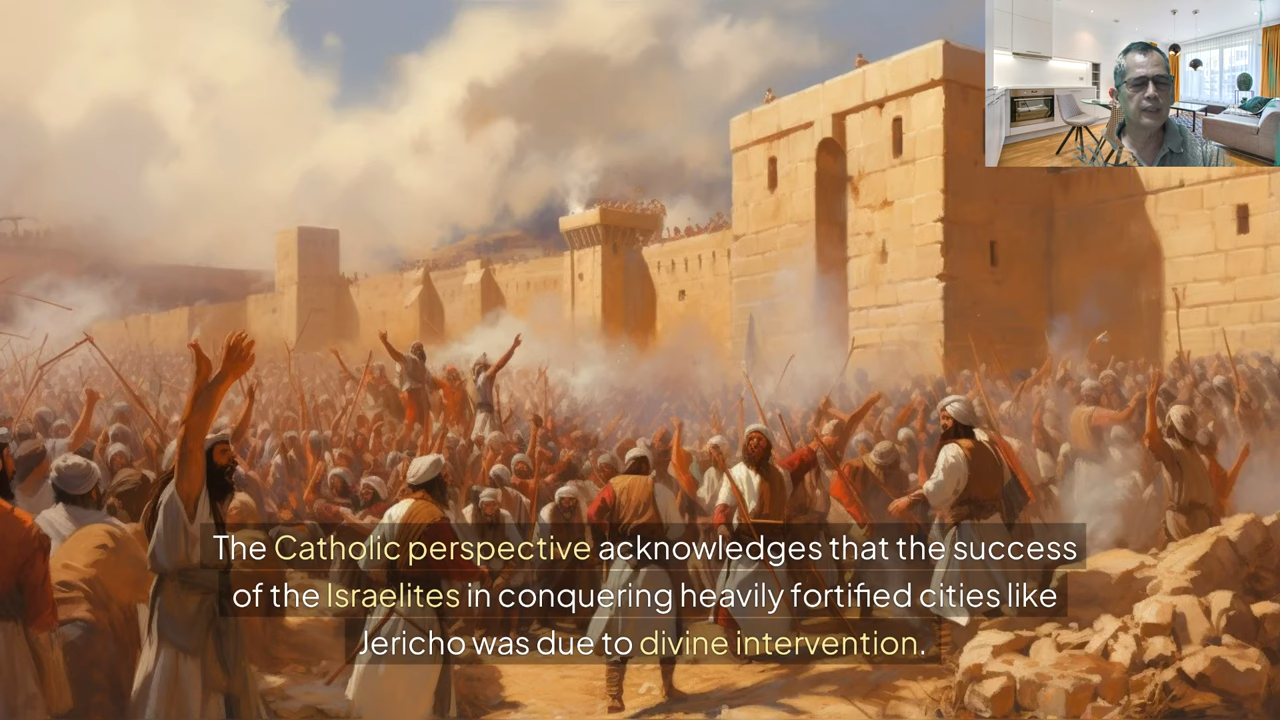 The Catholic perspective acknowledges that the success
of the Israelites in conquering heavily fortified cities like
Jericho was due to divine intervention.